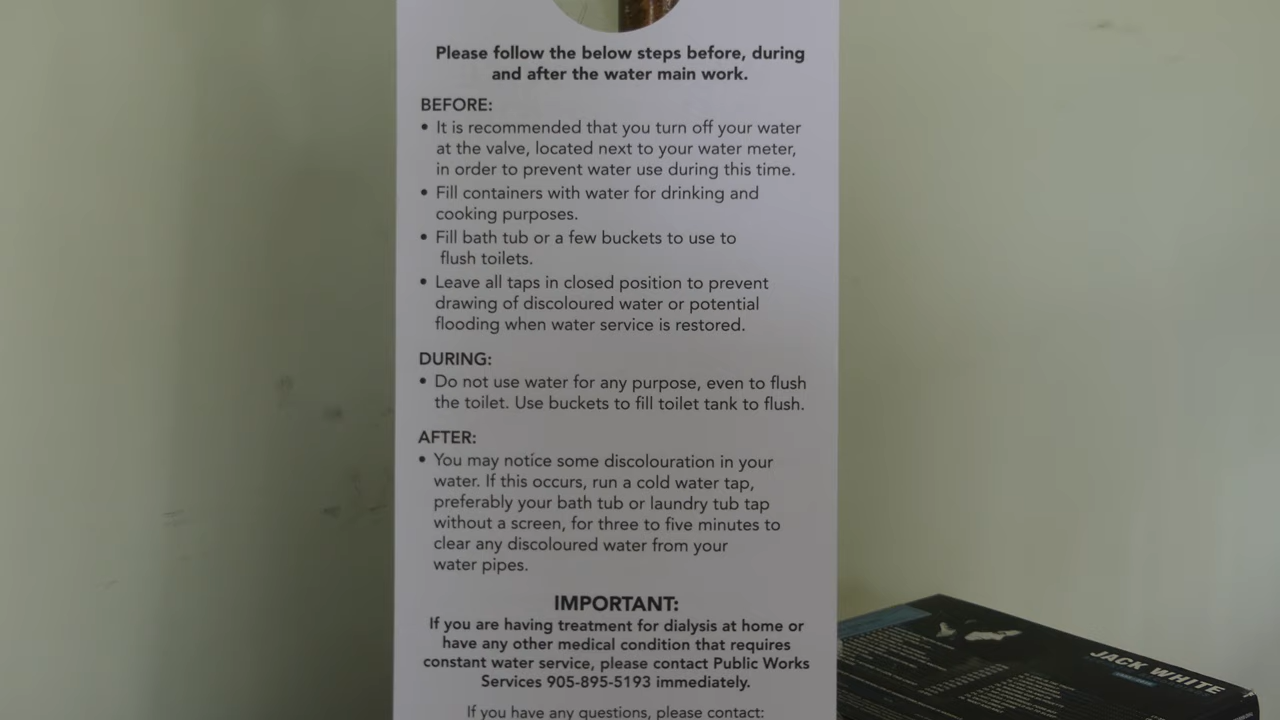 Please follow the below steps before, during
and after the water main work.
BEFORE:
• It is recommended that you turn off your water
at the valve, located next to your water meter,
in order to prevent water use during this time.
• Fill containers with water for drinking and
cooking purposes.
• Fill bath tub or a few buckets to use to
flush toilets.
• Leave all taps in closed position to prevent
drawing of discoloured water or potential
flooding when water service is restored.
DURING:
• Do not use water for any purpose, even to flush
the toilet. Use buckets to fill toilet tank to flush.
AFTER:
• You may notice some discolouration in your
water. If this occurs, run a cold water tap,
preferably your bath tub or laundry tub tap
without a screen, for three to five minutes to
clear any discoloured water from your
water pipes.
IMPORTANT:
If you are having treatment for dialysis at home or
have any other medical condition that requires
constant water service, please contact Public Works
Services 905-895-5193 immediately.
If you have any questions, please contact:
JACK WHITE